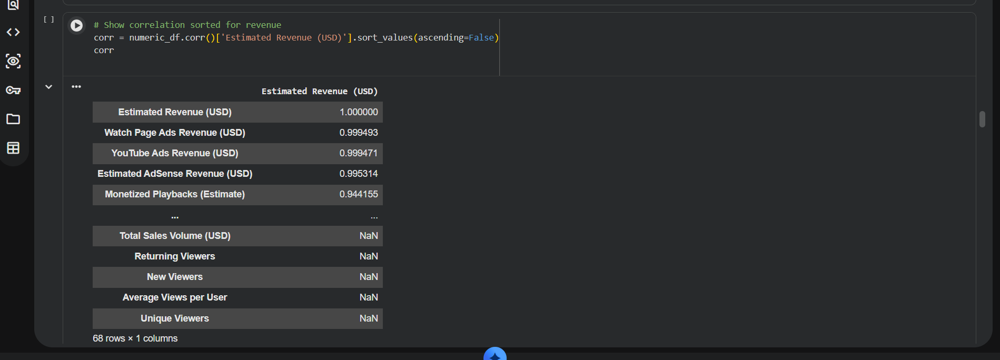 [ ]
# Show correlation sorted for revenue
corr = numeric_df.corr()['Estimated Revenue (USD)'].sort_values(ascending=False)
corr
Estimated Revenue (USD)
Estimated Revenue (USD) 1.000000
Watch Page Ads Revenue (USD) 0.999493
YouTube Ads Revenue (USD) 0.999471
Estimated AdSense Revenue (USD) 0.995314
Monetized Playbacks (Estimate) 0.944155
... ...
Total Sales Volume (USD) NaN
Returning Viewers NaN
New Viewers NaN
Average Views per User NaN
Unique Viewers NaN
68 rows × 1 columns